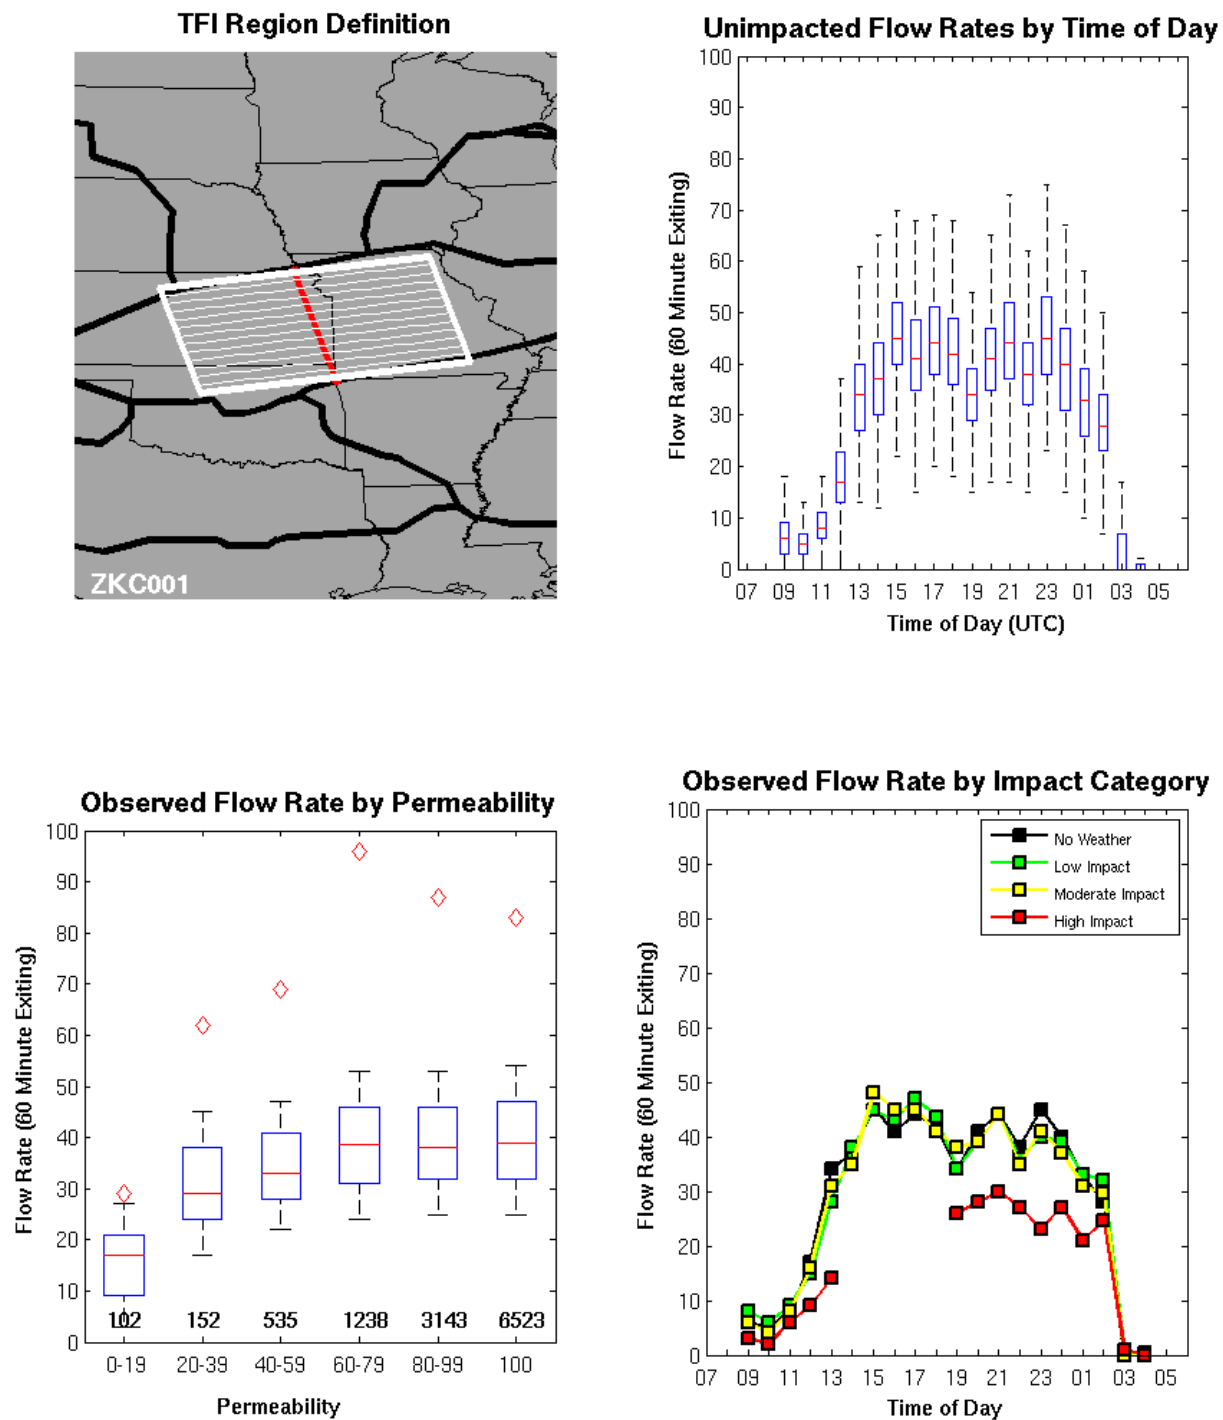 TFI Region Definition
ZKC001
Unimpacted Flow Rates by Time of Day
Flow Rate (60 Minute Exiting)
100
90
80
70
60
50
40
30
20
10
0
07 09 11 13 15 17 19 21 23 01 03 05
Time of Day (UTC)
Observed Flow Rate by Permeability
Flow Rate (60 Minute Exiting)
100
90
80
70
60
50
40
30
20
10
0
102 152 535 1238 3143 6523
0-19 20-39 40-59 60-79 80-99 100
Permeability
Observed Flow Rate by Impact Category
No Weather
Low Impact
Moderate Impact
High Impact
Flow Rate (60 Minute Exiting)
100
90
80
70
60
50
40
30
20
10
0
07 09 11 13 15 17 19 21 23 01 03 05
Time of Day